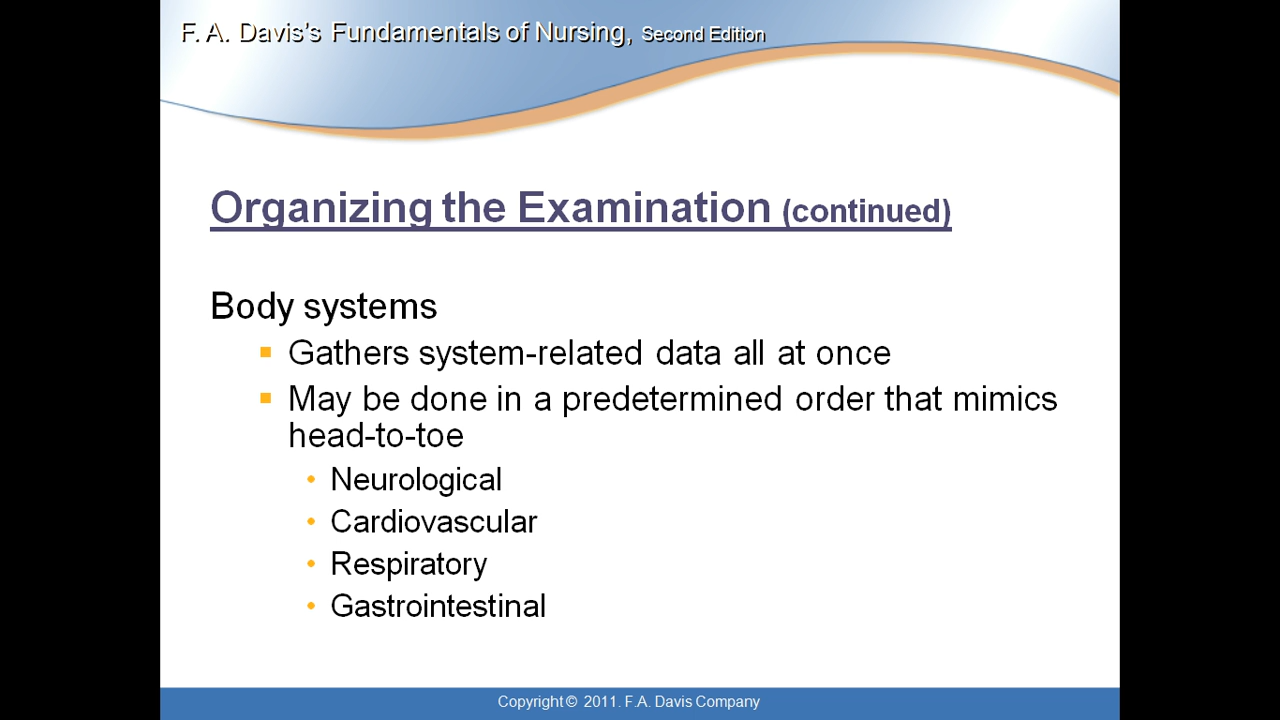 F. A. Davis's Fundamentals of Nursing, Second Edition
Organizing the Examination (continued)
Body systems
▪ Gathers system-related data all at once
▪ May be done in a predetermined order that mimics
head-to-toe
• Neurological
• Cardiovascular
• Respiratory
• Gastrointestinal
Copyright © 2011. F.A. Davis Company